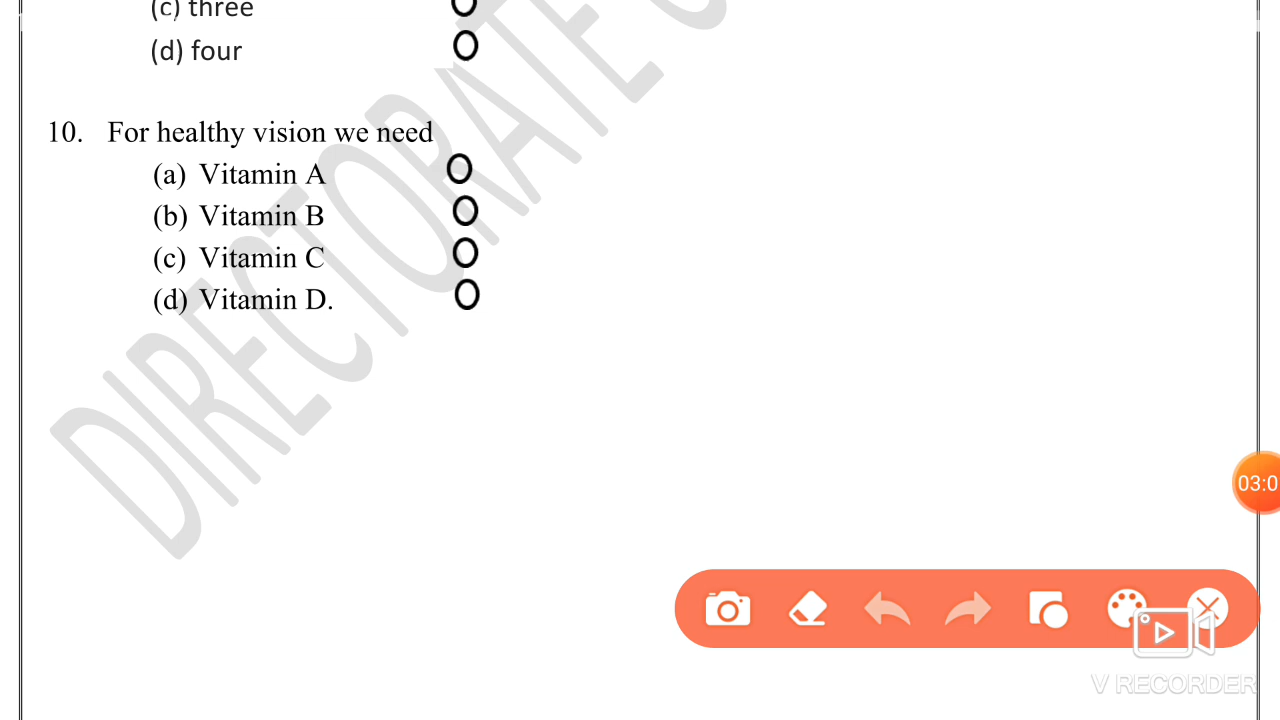 (c) three
(d) four
10. For healthy vision we need
(a) Vitamin A
(b) Vitamin B
(c) Vitamin C
(d) Vitamin D.
DIRECTORATE
03:0
V RECORDER